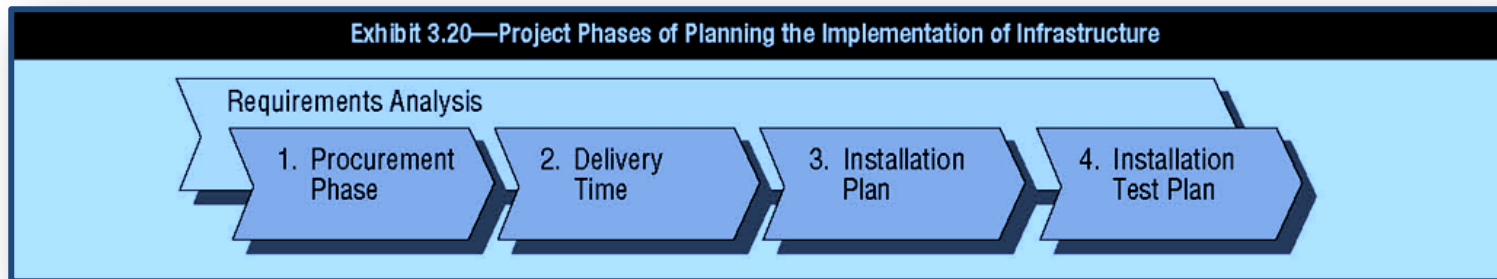 Exhibit 3.20—Project Phases of Planning the Implementation of Infrastructure
Requirements Analysis
1. Procurement
Phase
2. Delivery
Time
3. Installation
Plan
4. Installation
Test Plan